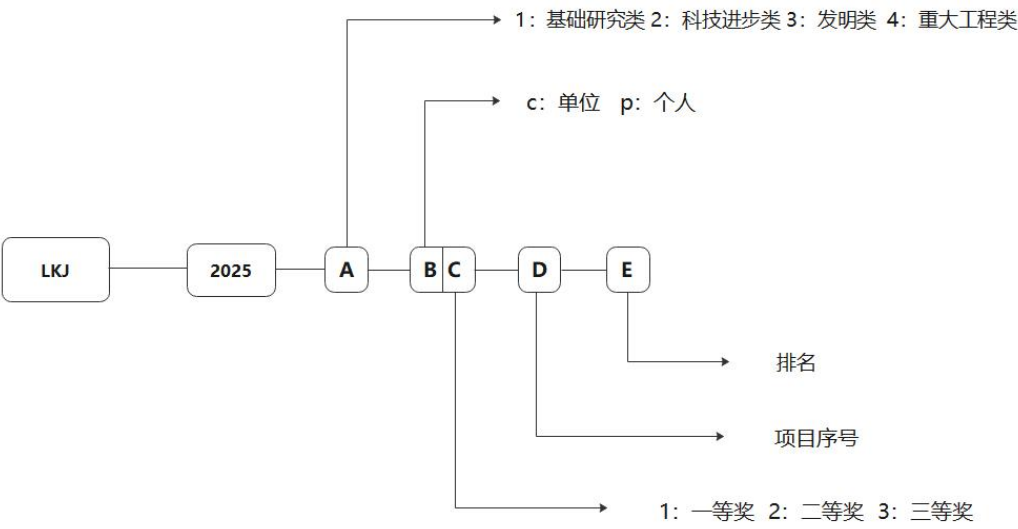 1：基础研究类 2：科技进步类 3：发明类 4：重大工程类
c：单位 p：个人
LKJ 2025 A B C D E
排名
项目序号
1：一等奖 2：二等奖 3：三等奖